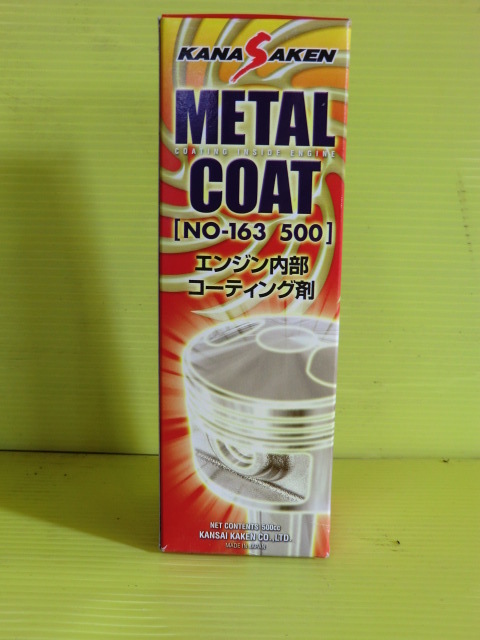 KANASAKEN
METAL
COATING INSIDE ENGINE
COAT
[NO-163 500]
エンジン内部
コーティング剤
NET CONTENTS 500cc
KANSAI KAKEN CO.,LTD.
MADE IN JAPAN